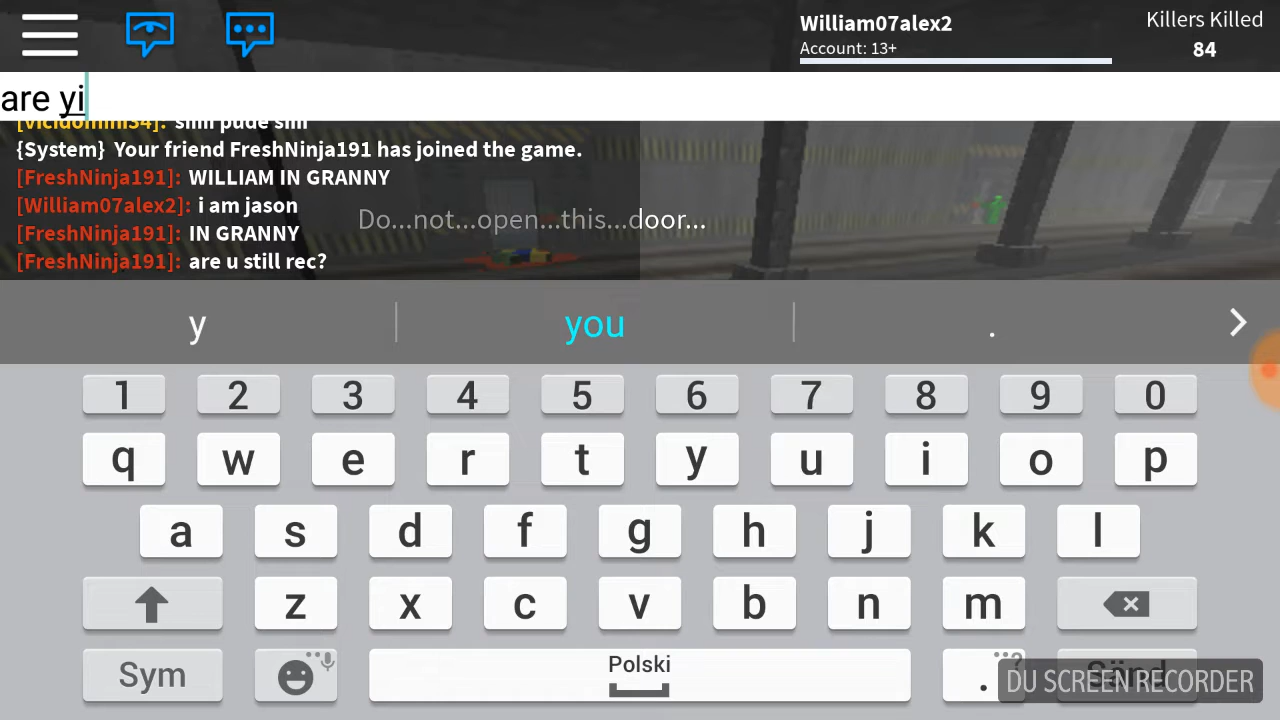 William07alex2
Account: 13+
Killers Killed
84
are yi
{System} Your friend FreshNinja191 has joined the game.
[FreshNinja191]: WILLIAM IN GRANNY
[William07alex2]: i am jason
[FreshNinja191]: IN GRANNY
[FreshNinja191]: are u still rec?
Do...not...open...this...door...
y you .
1 2 3 4 5 6 7 8 9 0
q w e r t y u i o p
a s d f g h j k l
z x c v b n m
Sym Polski . Sänd
DU SCREEN RECORDER